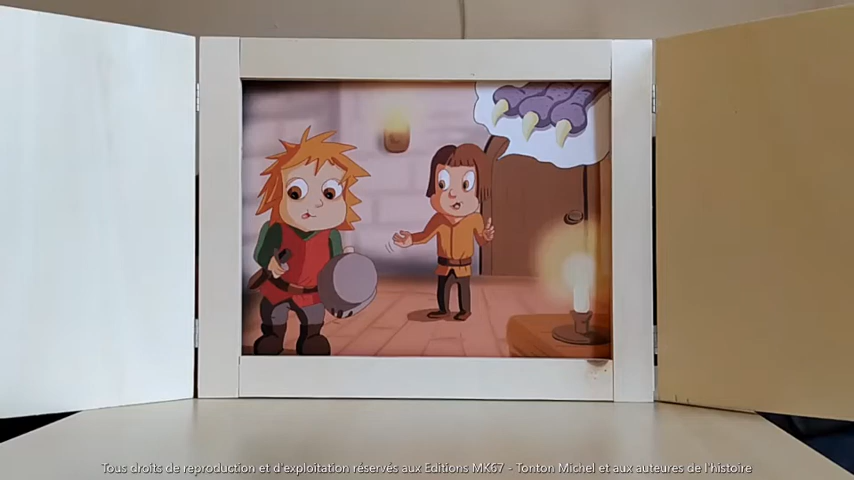 Tous droits de reproduction et d'exploitation réservés aux Editions MK67 - Tonton Michel et aux auteures de l'histoire